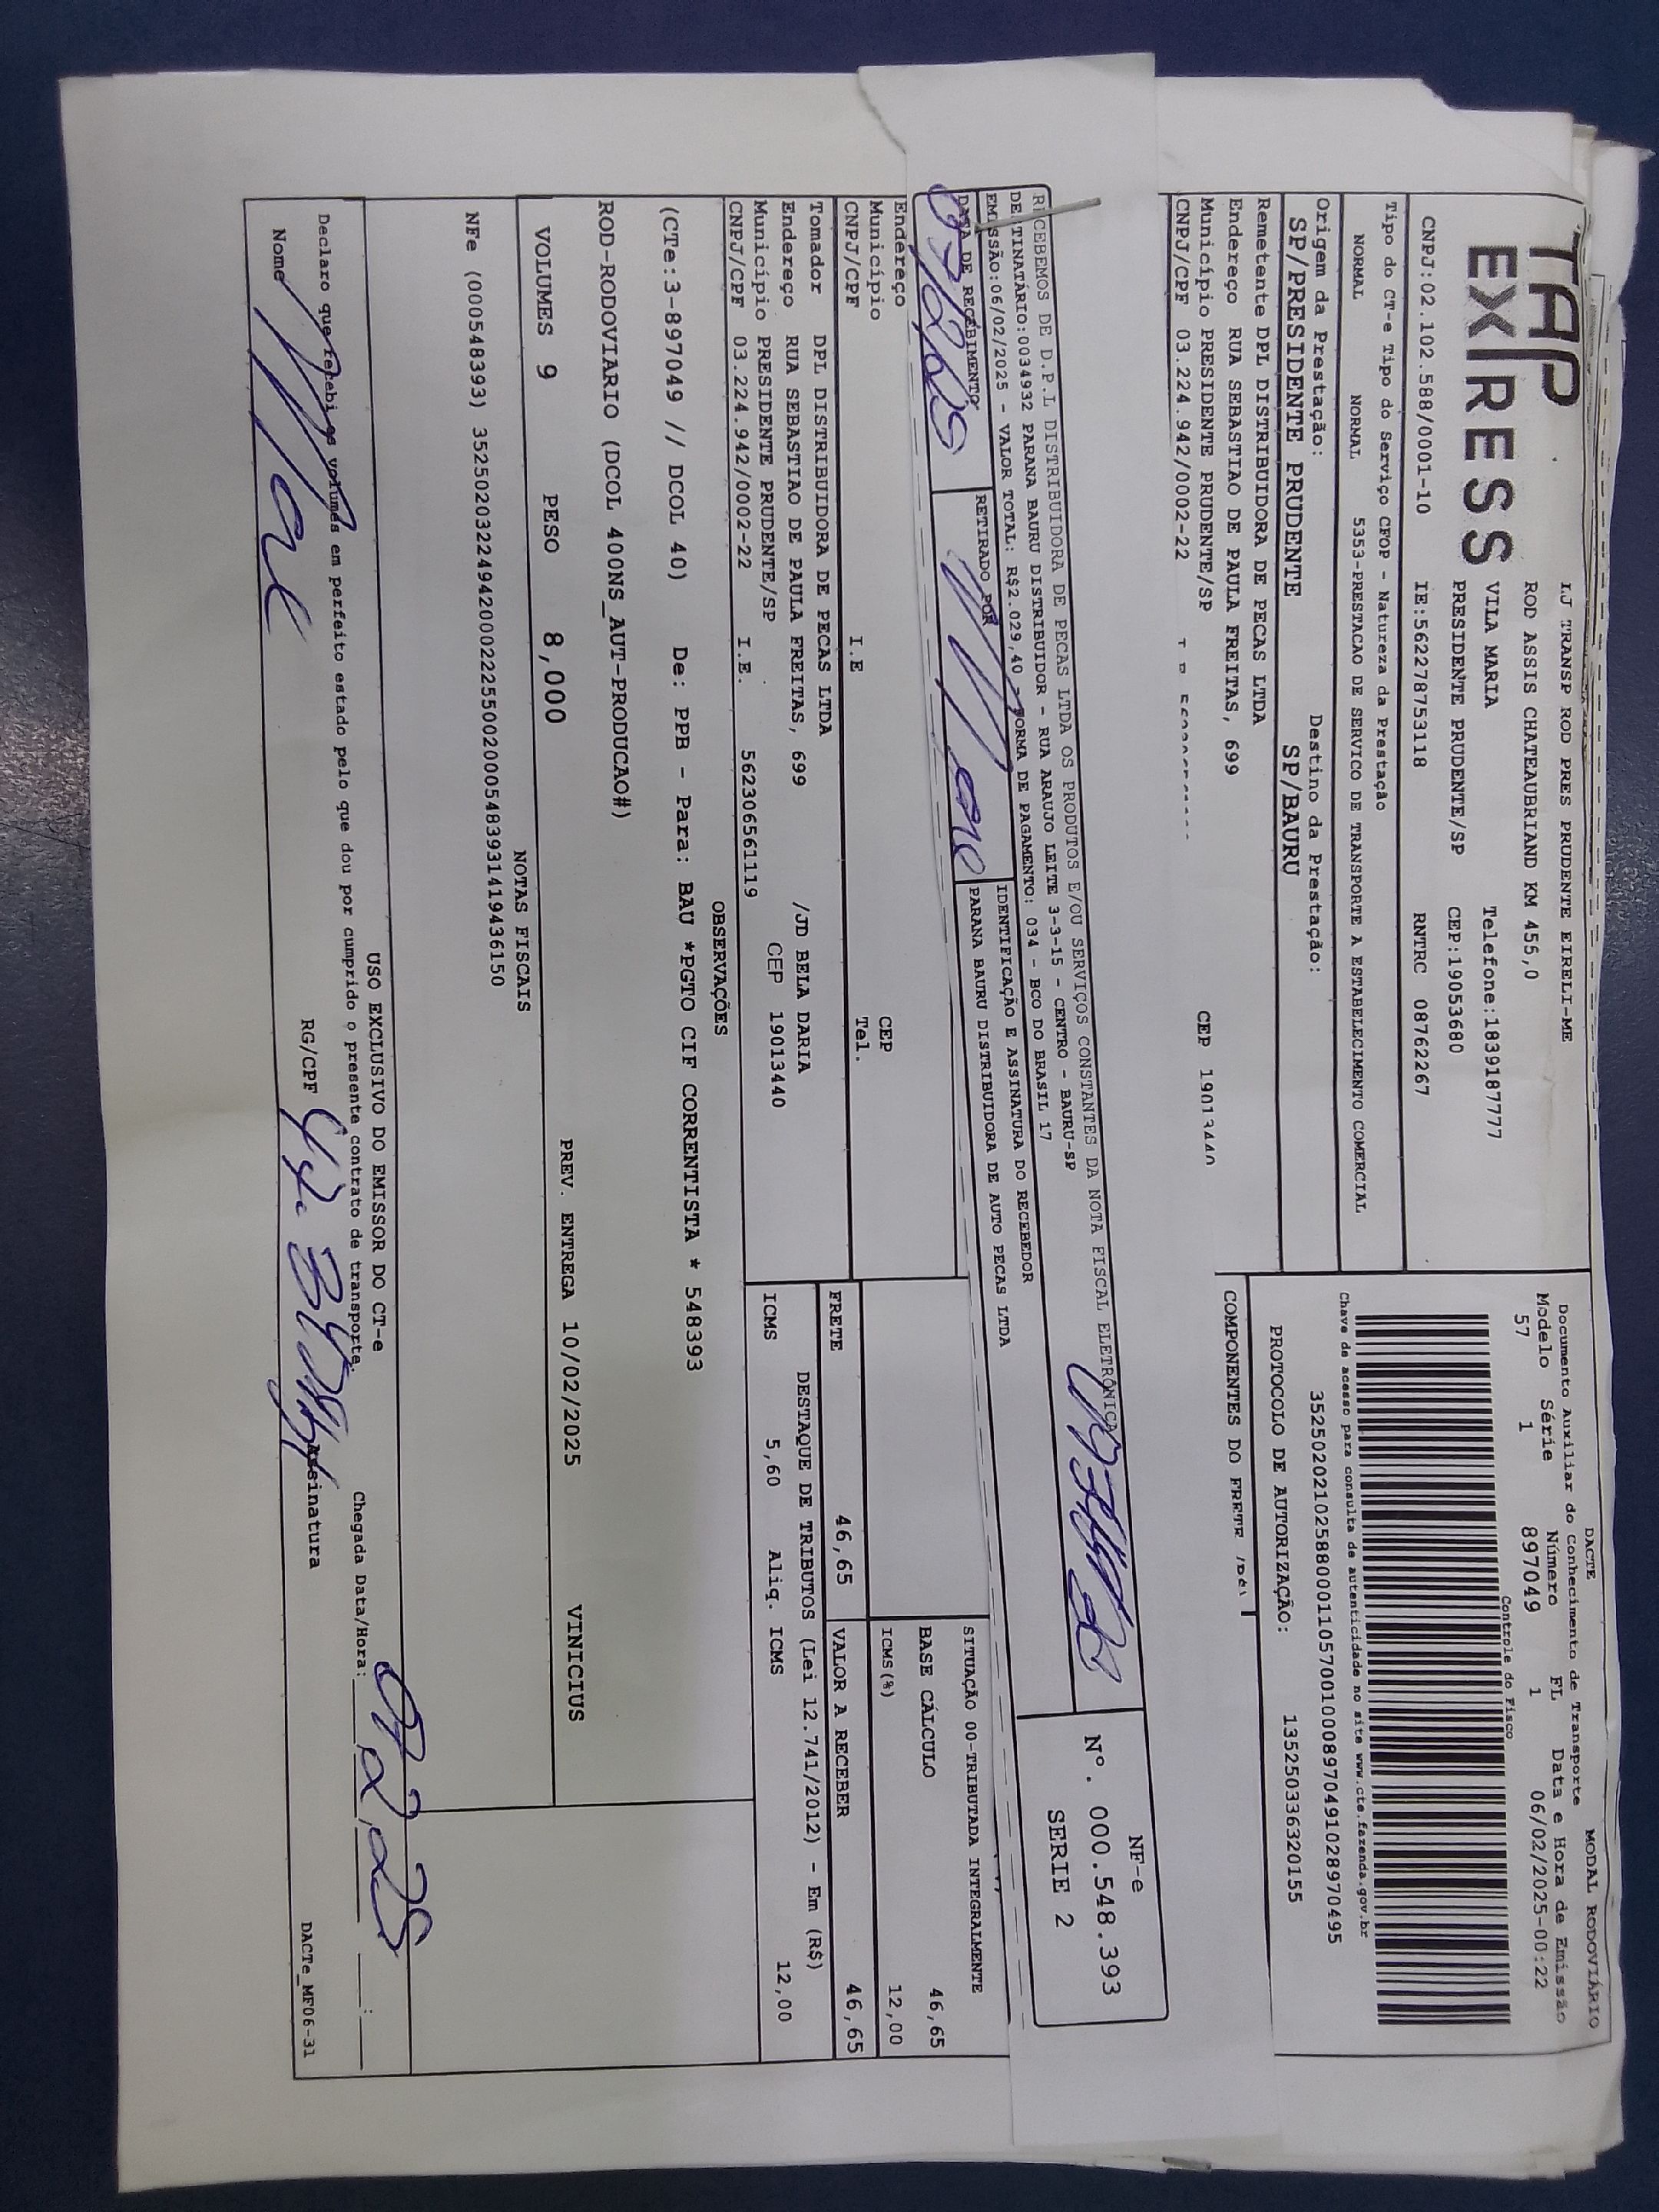 TAP
EXPRESS
LJ TRANSP ROD PRES PRUDENTE EIRELI-ME
ROD ASSIS CHATEAUBRIAND KM 455,0
VILA MARIA Telefone:1839187777
PRESIDENTE PRUDENTE/SP CEP:19053680
CNPJ:02.102.588/0001-10 IE:562278753118 RNTRC 08762267
DACTE MODAL RODOVIÁRIO
Documento Auxiliar do Conhecimento de Transporte
Modelo Série Número FL Data e Hora de Emissão
57 1 897049 1 06/02/2025-00:22
Controle do Fisco
Chave de acesso para consulta de autenticidade no site www.cte.fazenda.gov.br
35250202102588000110570010008970491028970495
PROTOCOLO DE AUTORIZAÇÃO: 135250336320155
Tipo do CT-e Tipo do Serviço CFOP - Natureza da Prestação
NORMAL NORMAL 5353-PRESTACAO DE SERVICO DE TRANSPORTE A ESTABELECIMENTO COMERCIAL
Origem da Prestação: Destino da Prestação:
SP/PRESIDENTE PRUDENTE SP/BAURU
Remetente DPL DISTRIBUIDORA DE PECAS LTDA
Endereço RUA SEBASTIAO DE PAULA FREITAS, 699
Município PRESIDENTE PRUDENTE/SP CEP 19013440
CNPJ/CPF 03.224.942/0002-22
COMPONENTES DO FRETE
RECEBEMOS DE D.P.L DISTRIBUIDORA DE PECAS LTDA OS PRODUTOS E/OU SERVIÇOS CONSTANTES DA NOTA FISCAL ELETRÔNICA
DESTINATÁRIO:0034932 PARANA BAURU DISTRIBUIDOR - RUA ARAUJO LEITE 3-3-15 - CENTRO - BAURU-SP
EMISSÃO:06/02/2025 - VALOR TOTAL: R$2.029,40 - FORMA DE PAGAMENTO: 034 - BCO DO BRASIL 17
DATA DE RECEBIMENTO RETIRADO POR IDENTIFICAÇÃO E ASSINATURA DO RECEBEDOR
PARANA BAURU DISTRIBUIDORA DE AUTO PECAS LTDA
NF-e
Nº. 000.548.393
SERIE 2
Endereço CEP
Município Tel.
CNPJ/CPF I.E
SITUAÇÃO 00-TRIBUTADA INTEGRALMENTE
BASE CÁLCULO 46,65
ICMS(%) 12,00
Tomador DPL DISTRIBUIDORA DE PECAS LTDA
Endereço RUA SEBASTIAO DE PAULA FREITAS, 699 /JD BELA DARIA
Município PRESIDENTE PRUDENTE/SP CEP 19013440
CNPJ/CPF 03.224.942/0002-22 I.E. 562306561119
FRETE 46,65 VALOR A RECEBER 46,65
DESTAQUE DE TRIBUTOS (Lei 12.741/2012) - Em (R$)
ICMS 5,60 Aliq. ICMS 12,00
OBSERVAÇÕES
(CTe:3-897049 // DCOL 40) De: PPB - Para: BAU *PGTO CIF CORRENTISTA * 548393
ROD-RODOVIARIO (DCOL 400NS_AUT-PRODUCAO#)
VOLUMES 9 PESO 8,000 PREV. ENTREGA 10/02/2025 VINICIUS
NOTAS FISCAIS
NFe (000548393) 35250203224942000222550020005483931419436150
USO EXCLUSIVO DO EMISSOR DO CT-e
Declaro que recebi os volumes em perfeito estado pelo que dou por cumprido o presente contrato de transporte. Chegada Data/Hora:
Nome RG/CPF Assinatura
DACTe_MF06-31